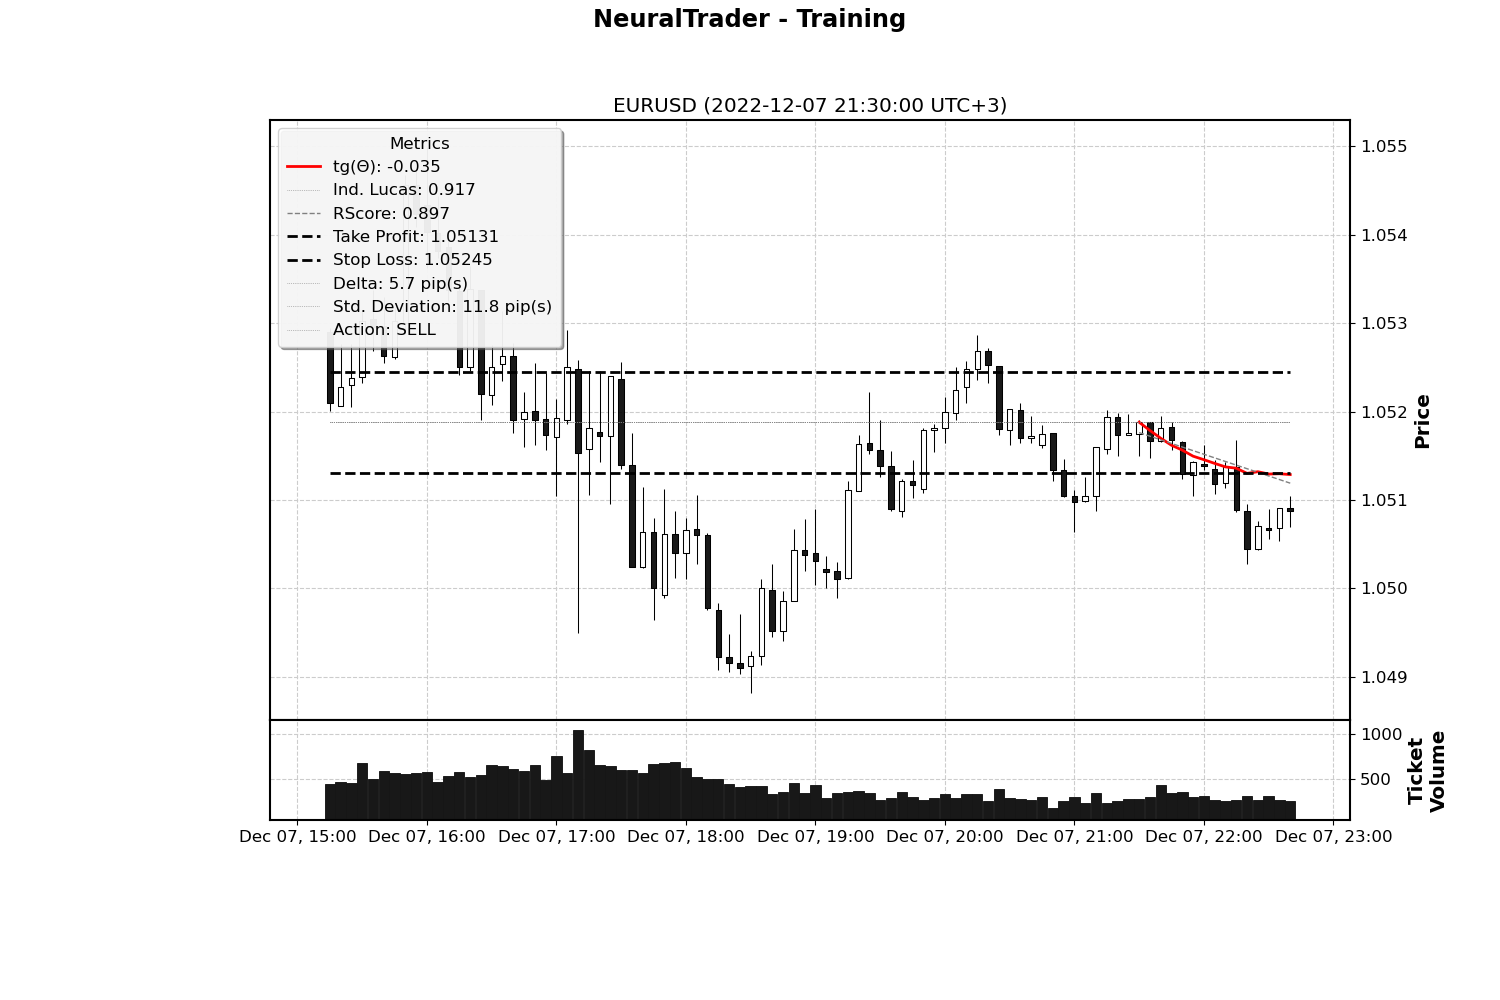 NeuralTrader - Training
EURUSD (2022-12-07 21:30:00 UTC+3)
Metrics
tg(Θ): -0.035
Ind. Lucas: 0.917
RScore: 0.897
Take Profit: 1.05131
Stop Loss: 1.05245
Delta: 5.7 pip(s)
Std. Deviation: 11.8 pip(s)
Action: SELL
1.055
1.054
1.053
1.052
1.051
1.050
1.049
Price
1000
500
Ticket
Volume
Dec 07, 15:00 Dec 07, 16:00 Dec 07, 17:00 Dec 07, 18:00 Dec 07, 19:00 Dec 07, 20:00 Dec 07, 21:00 Dec 07, 22:00 Dec 07, 23:00